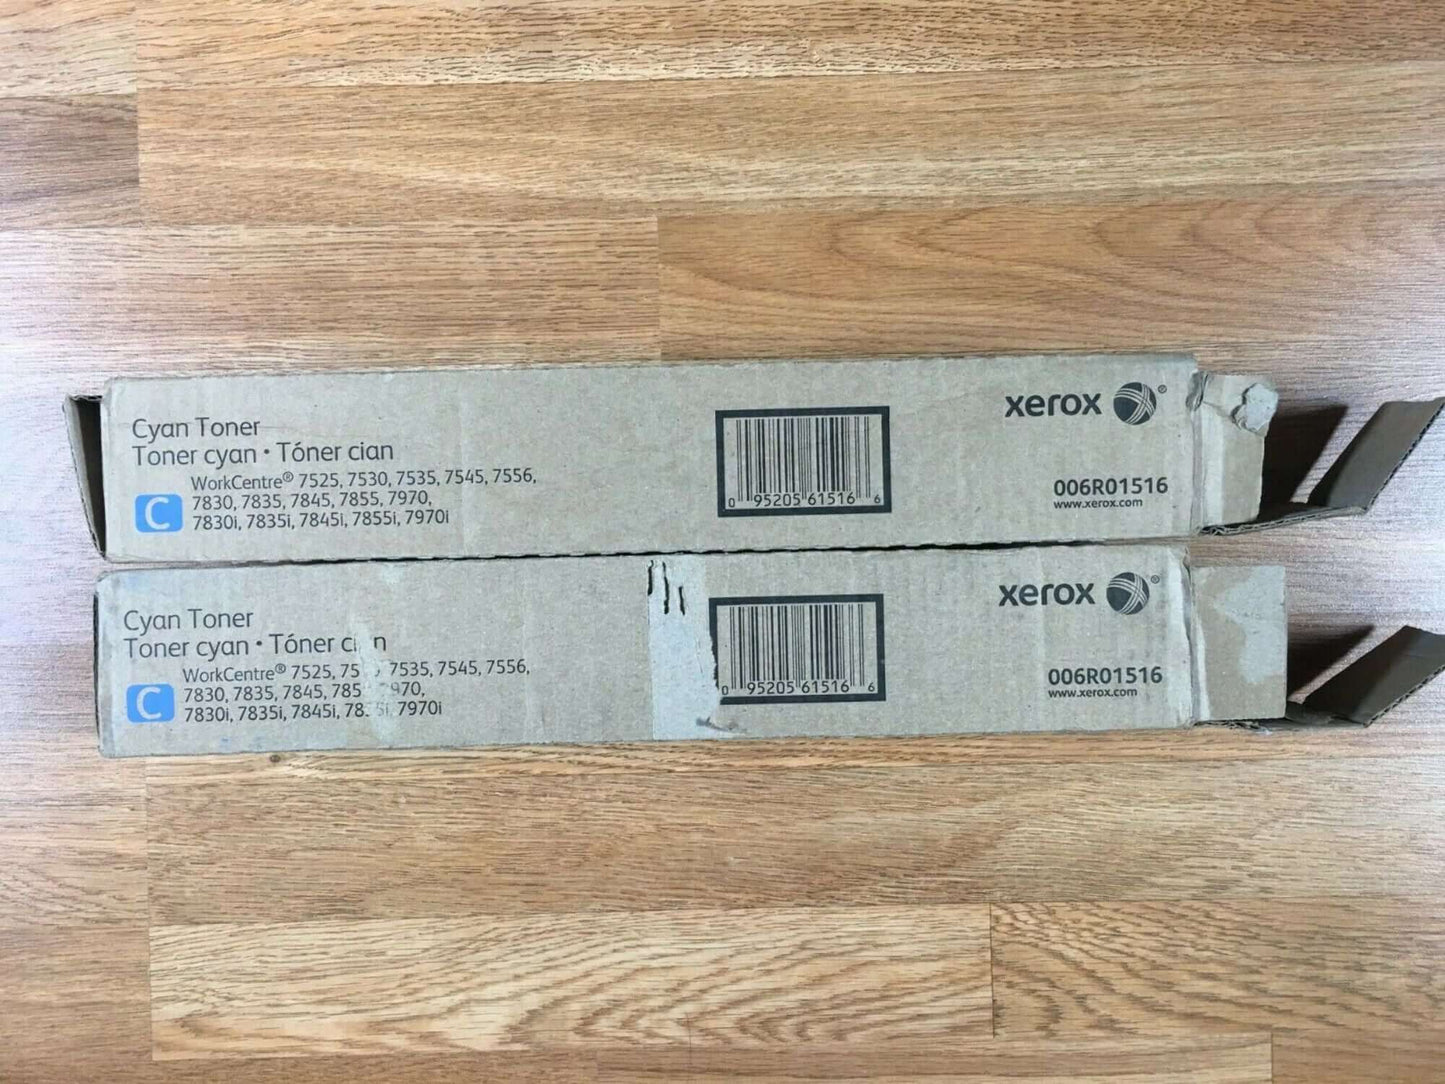 Cyan Toner
Toner cyan • Tóner cian
WorkCentre® 7525, 7530, 7535, 7545, 7556,
7830, 7835, 7845, 7855, 7970,
7830i, 7835i, 7845i, 7855i, 7970i
C
0 95205 61516 6
xerox ®
006R01516
www.xerox.com
Cyan Toner
Toner cyan • Tóner
WorkCentre® 7525, 7535, 7545, 7556,
7830, 7835, 7845,
7830i, 7835i, 7845i, 7970i
C
0 95205 61516 6
xerox ®
006R01516
www.xerox.com